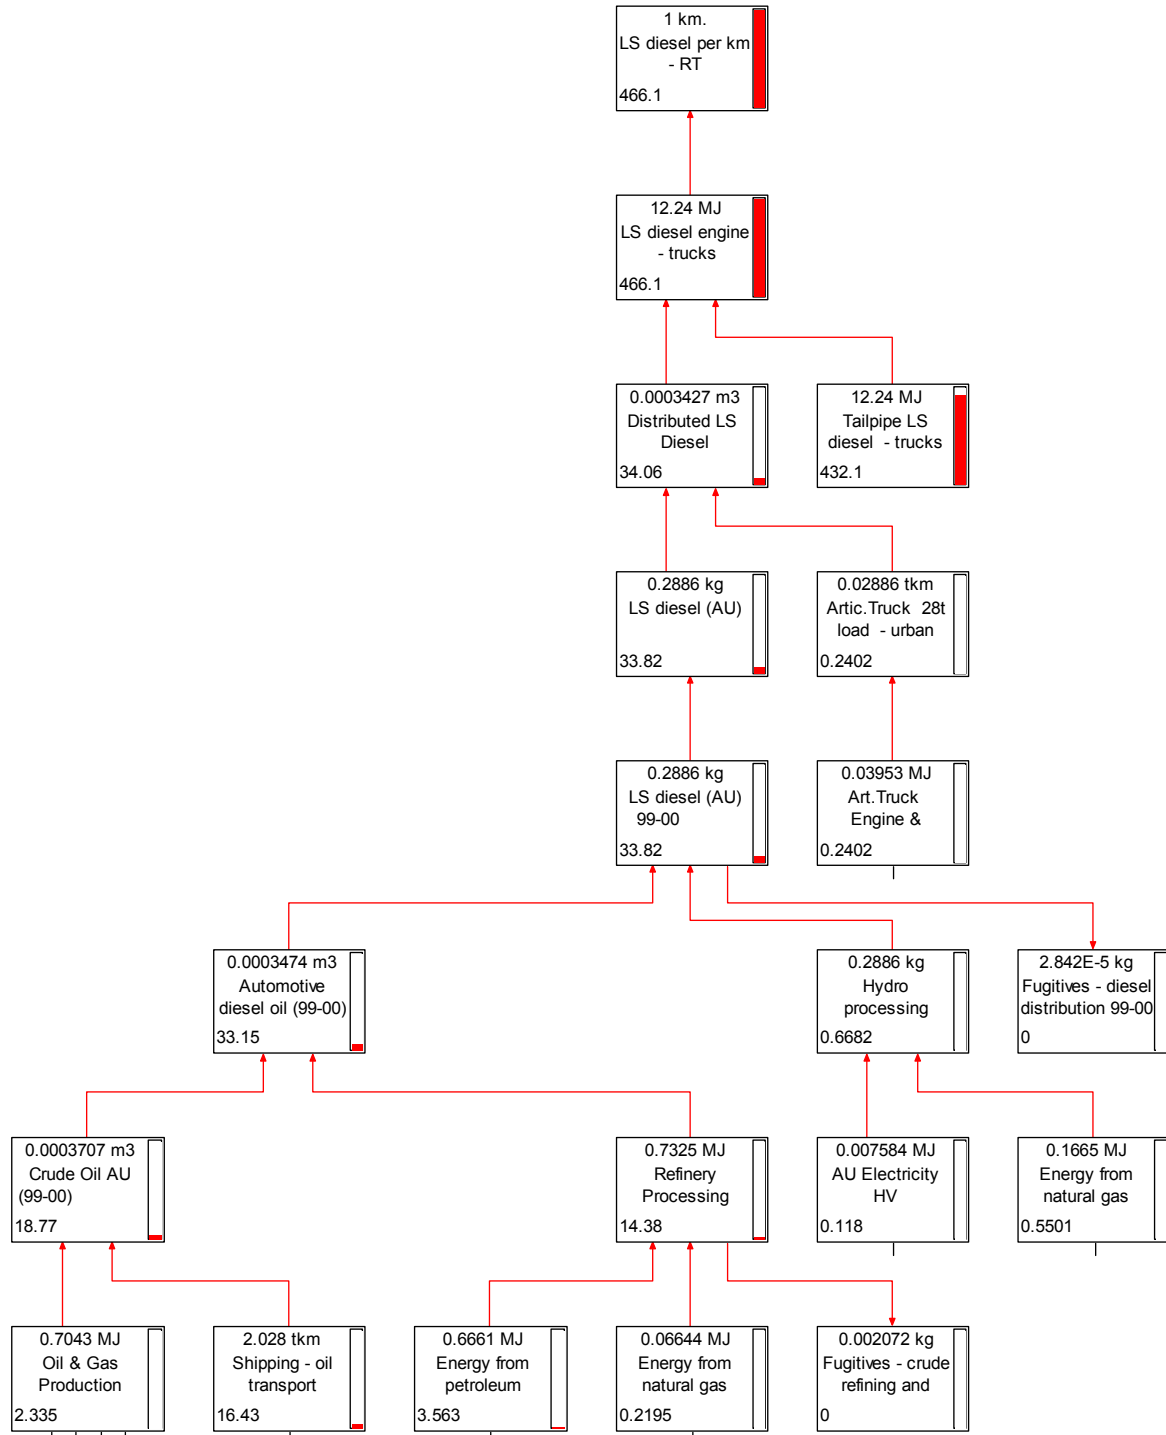 1 km.
LS diesel per km
- RT
466.1
12.24 MJ
LS diesel engine
- trucks
466.1
0.0003427 m3
Distributed LS
Diesel
34.06
12.24 MJ
Tailpipe LS
diesel - trucks
432.1
0.2886 kg
LS diesel (AU)
33.82
0.02886 tkm
Artic.Truck 28t
load - urban
0.2402
0.2886 kg
LS diesel (AU)
99-00
33.82
0.03953 MJ
Art.Truck
Engine &
0.2402
0.0003474 m3
Automotive
diesel oil (99-00)
33.15
0.2886 kg
Hydro
processing
0.6682
2.842E-5 kg
Fugitives - diesel
distribution 99-00
0
0.0003707 m3
Crude Oil AU
(99-00)
18.77
0.7325 MJ
Refinery
Processing
14.38
0.007584 MJ
AU Electricity
HV
0.118
0.1665 MJ
Energy from
natural gas
0.5501
0.7043 MJ
Oil & Gas
Production
2.335
2.028 tkm
Shipping - oil
transport
16.43
0.6661 MJ
Energy from
petroleum
3.563
0.06644 MJ
Energy from
natural gas
0.2195
0.002072 kg
Fugitives - crude
refining and
0